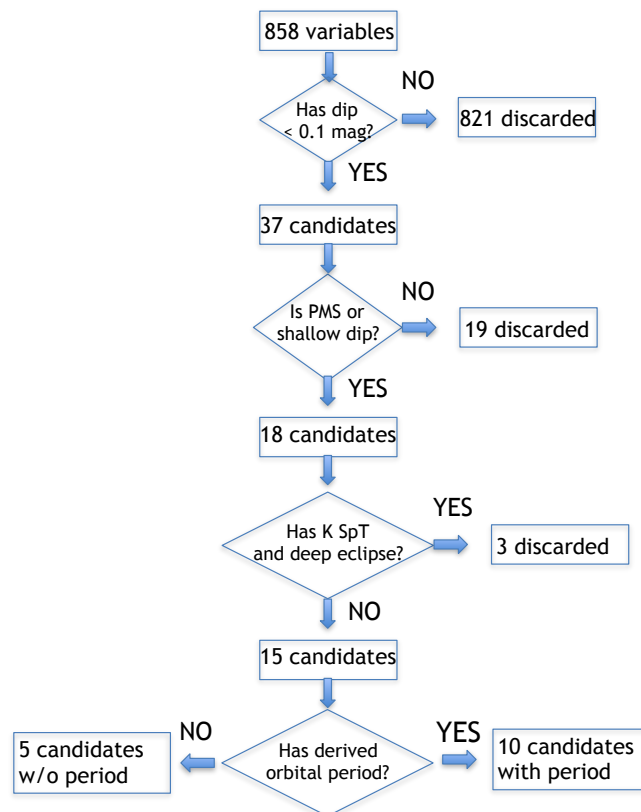 858 variables
Has dip
< 0.1 mag?
NO
821 discarded
YES
37 candidates
Is PMS or
shallow dip?
NO
19 discarded
YES
18 candidates
Has K SpT
and deep eclipse?
YES
3 discarded
NO
15 candidates
Has derived
orbital period?
NO
5 candidates
w/o period
YES
10 candidates
with period